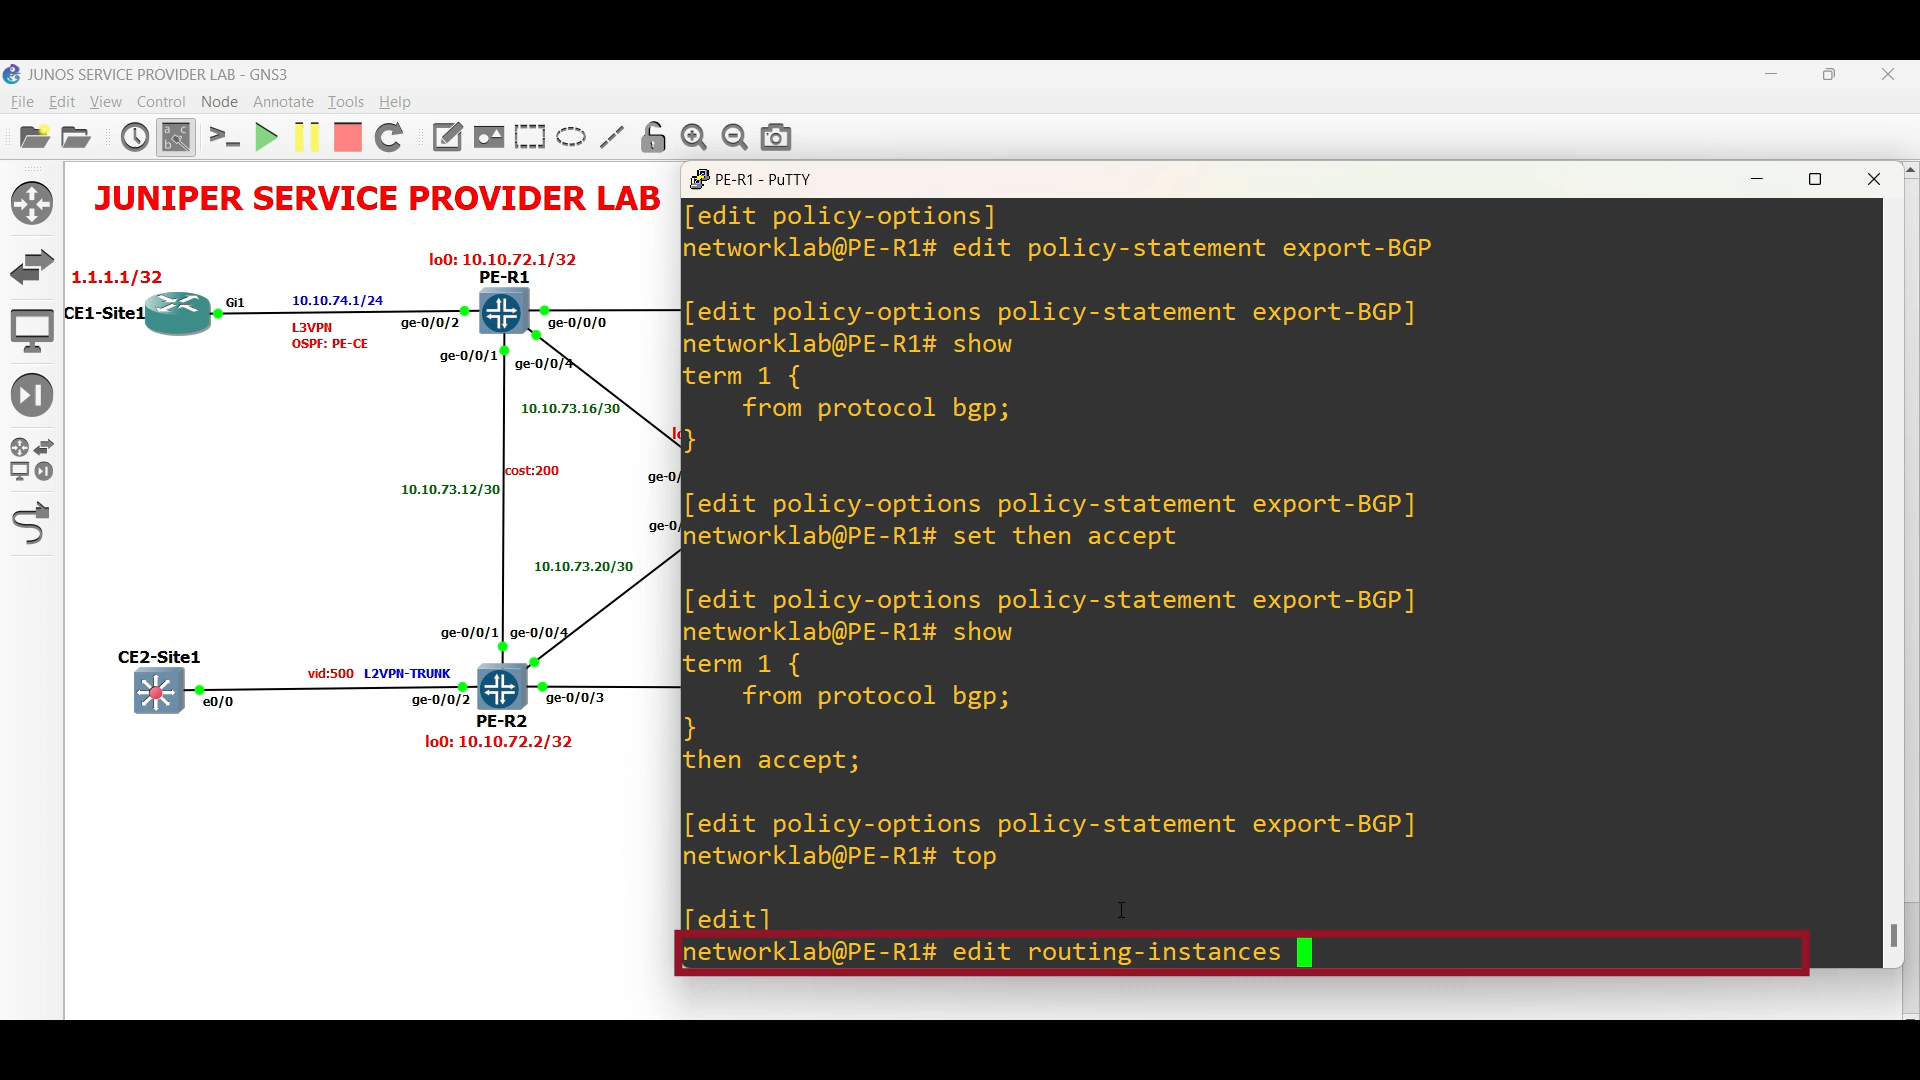 JUNOS SERVICE PROVIDER LAB - GNS3
File Edit View Control Node Annotate Tools Help
JUNIPER SERVICE PROVIDER LAB
lo0: 10.10.72.1/32
PE-R1
1.1.1.1/32
CE1-Site1
Gi1
10.10.74.1/24
L3VPN
OSPF: PE-CE
ge-0/0/2
ge-0/0/0
ge-0/0/1
ge-0/0/4
10.10.73.16/30
lo
cost:200
ge-0/
10.10.73.12/30
ge-0/
10.10.73.20/30
ge-0/0/1
ge-0/0/4
CE2-Site1
vid:500
L2VPN-TRUNK
e0/0
ge-0/0/2
ge-0/0/3
PE-R2
lo0: 10.10.72.2/32
PE-R1 - PuTTY
[edit policy-options]
networklab@PE-R1# edit policy-statement export-BGP
[edit policy-options policy-statement export-BGP]
networklab@PE-R1# show
term 1 {
from protocol bgp;
}
[edit policy-options policy-statement export-BGP]
networklab@PE-R1# set then accept
[edit policy-options policy-statement export-BGP]
networklab@PE-R1# show
term 1 {
from protocol bgp;
}
then accept;
[edit policy-options policy-statement export-BGP]
networklab@PE-R1# top
[edit]
networklab@PE-R1# edit routing-instances